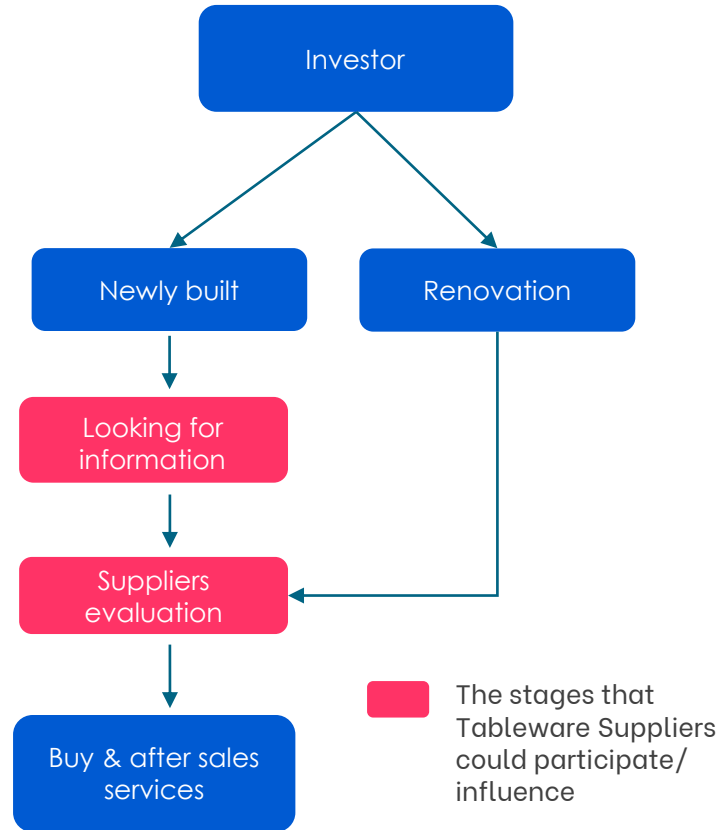 Investor
Newly built
Renovation
Looking for
information
Suppliers
evaluation
Buy & after sales
services
The stages that
Tableware Suppliers
could participate/
influence